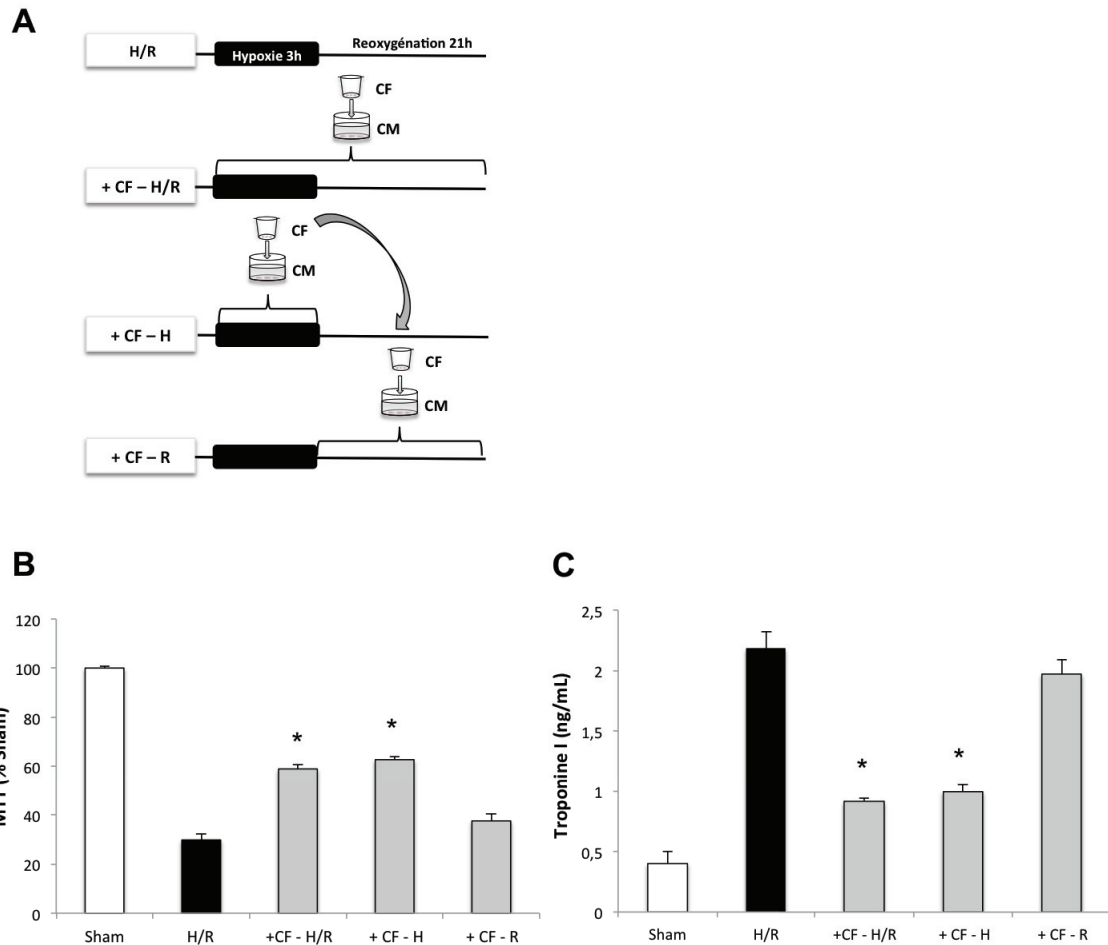 A
H/R
Hypoxie 3h
Reoxygénation 21h
CF
CM
+ CF – H/R
CF
CM
+ CF – H
CF
CM
+ CF – R
B
120
100
80
60
40
20
0
(% Sham)
*
*
Sham
H/R
+CF - H/R
+ CF - H
+ CF - R
C
2,5
2
1,5
1
0,5
0
Troponine I (ng/mL)
*
*
Sham
H/R
+CF - H/R
+ CF - H
+ CF - R